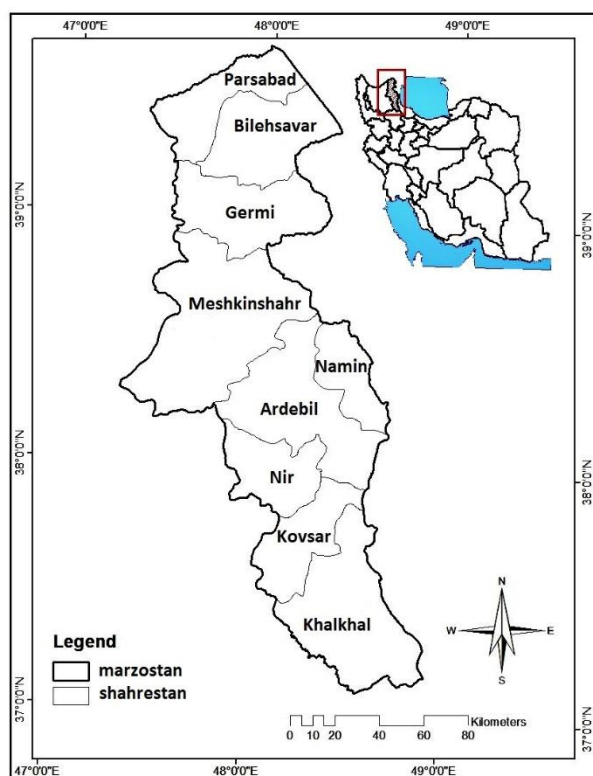 47°0'0"E 48°0'0"E 49°0'0"E
Parsabad
Bilehsavar
39°0'0"N
Germi
39°0'0"N
Meshkinshahr
Namin
Ardebil
38°0'0"N
Nir
38°0'0"N
Kovsar
N
Khalkhal
W E
S
Legend
marzostan
shahrestan
Kilometers
0 10 20 40 60 80
37°0'0"N
37°0'0"N
47°0'0"E 48°0'0"E 49°0'0"E